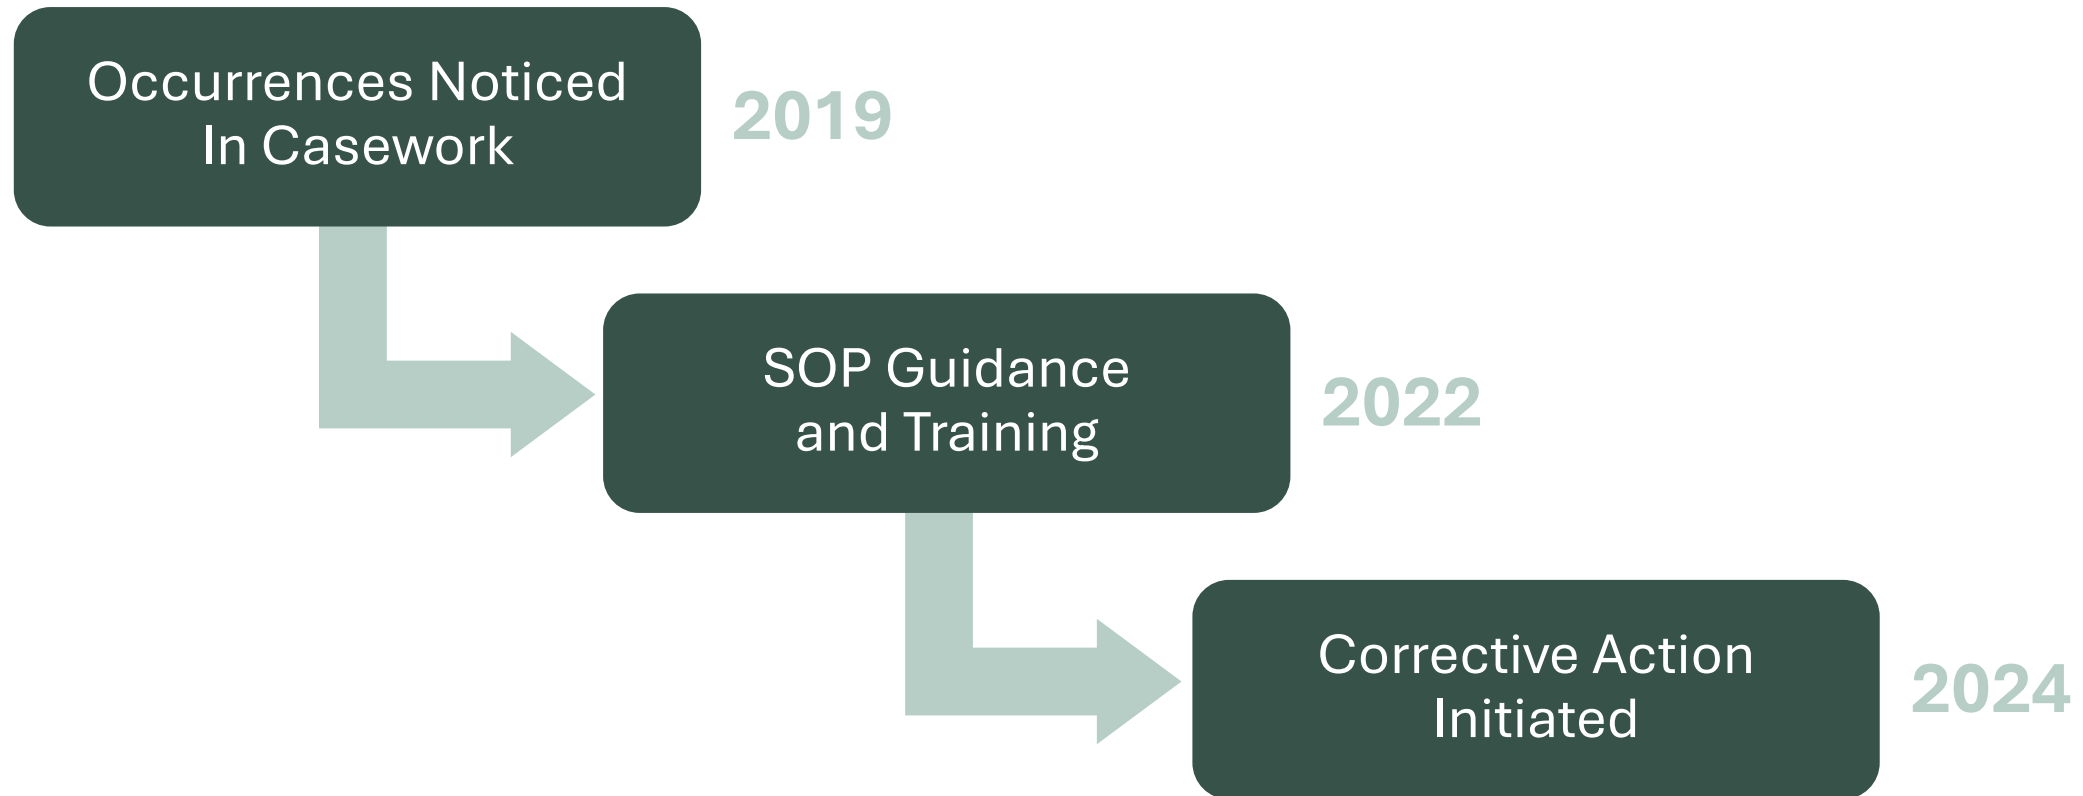 Occurrences Noticed
In Casework
2019
SOP Guidance
and Training
2022
Corrective Action
Initiated
2024